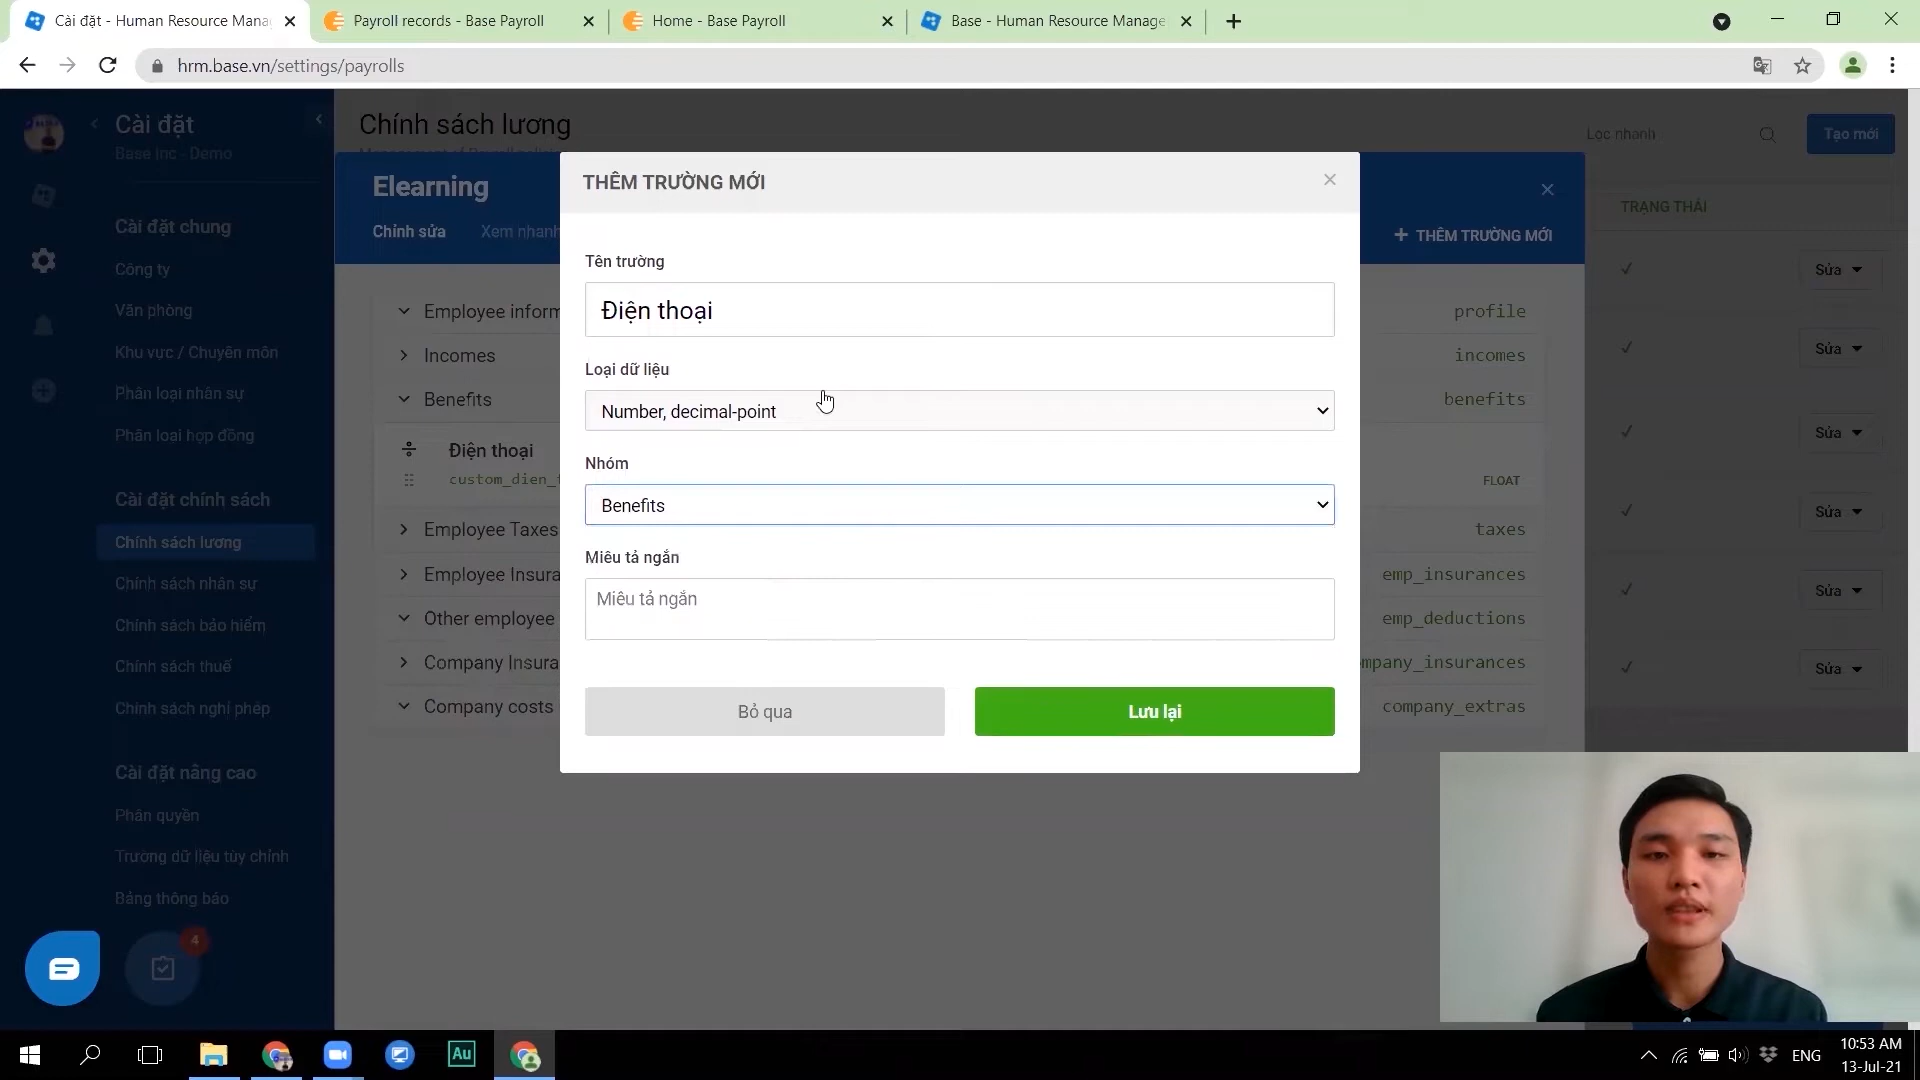 Cài đặt - Human Resource Mana
Payroll records - Base Payroll
Home - Base Payroll
Base - Human Resource Manage
hrm.base.vn/settings/payrolls
Cài đặt
Base Inc - Demo
Cài đặt chung
Công ty
Văn phòng
Khu vực / Chuyên môn
Phân loại nhân sự
Phân loại hợp đồng
Cài đặt chính sách
Chính sách lương
Chính sách nhân sự
Chính sách bảo hiểm
Chính sách thuế
Chính sách nghỉ phép
Cài đặt nâng cao
Phân quyền
Trường dữ liệu tùy chỉnh
Bảng thông báo
4
Chính sách lương
Lọc nhanh
Tạo mới
TRẠNG THÁI
Sửa
Sửa
Sửa
Sửa
Sửa
Sửa
Elearning
Chỉnh sửa
Xem nhanh
+ THÊM TRƯỜNG MỚI
Employee inform
profile
Incomes
incomes
Benefits
benefits
Điện thoại
custom_dien_t
FLOAT
Employee Taxes
taxes
Employee Insura
emp_insurances
Other employee
emp_deductions
Company Insura
mpany_insurances
Company costs
company_extras
THÊM TRƯỜNG MỚI
Tên trường
Điện thoại
Loại dữ liệu
Number, decimal-point
Nhóm
Benefits
Miêu tả ngắn
Miêu tả ngắn
Bỏ qua
Lưu lại
Au
ENG
10:53 AM
13-Jul-21